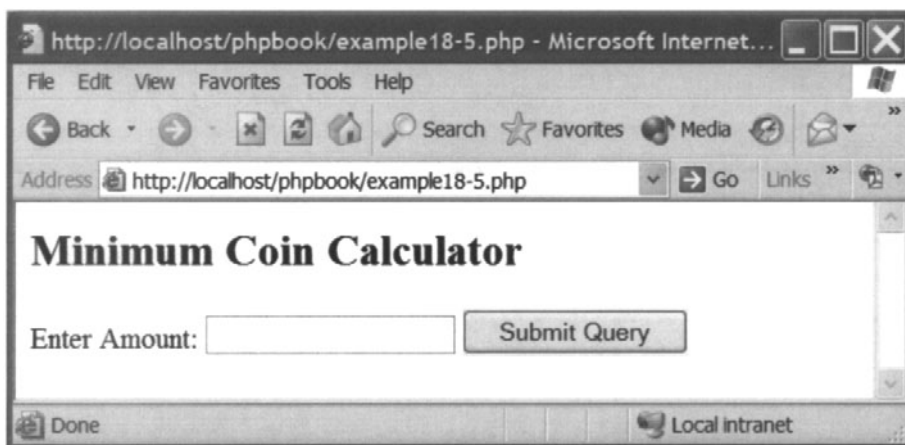 http://localhost/phpbook/example18-5.php - Microsoft Internet...
File Edit View Favorites Tools Help
Back Search Favorites Media »
Address http://localhost/phpbook/example18-5.php Go Links »
Minimum Coin Calculator
Enter Amount: Submit Query
Done Local intranet